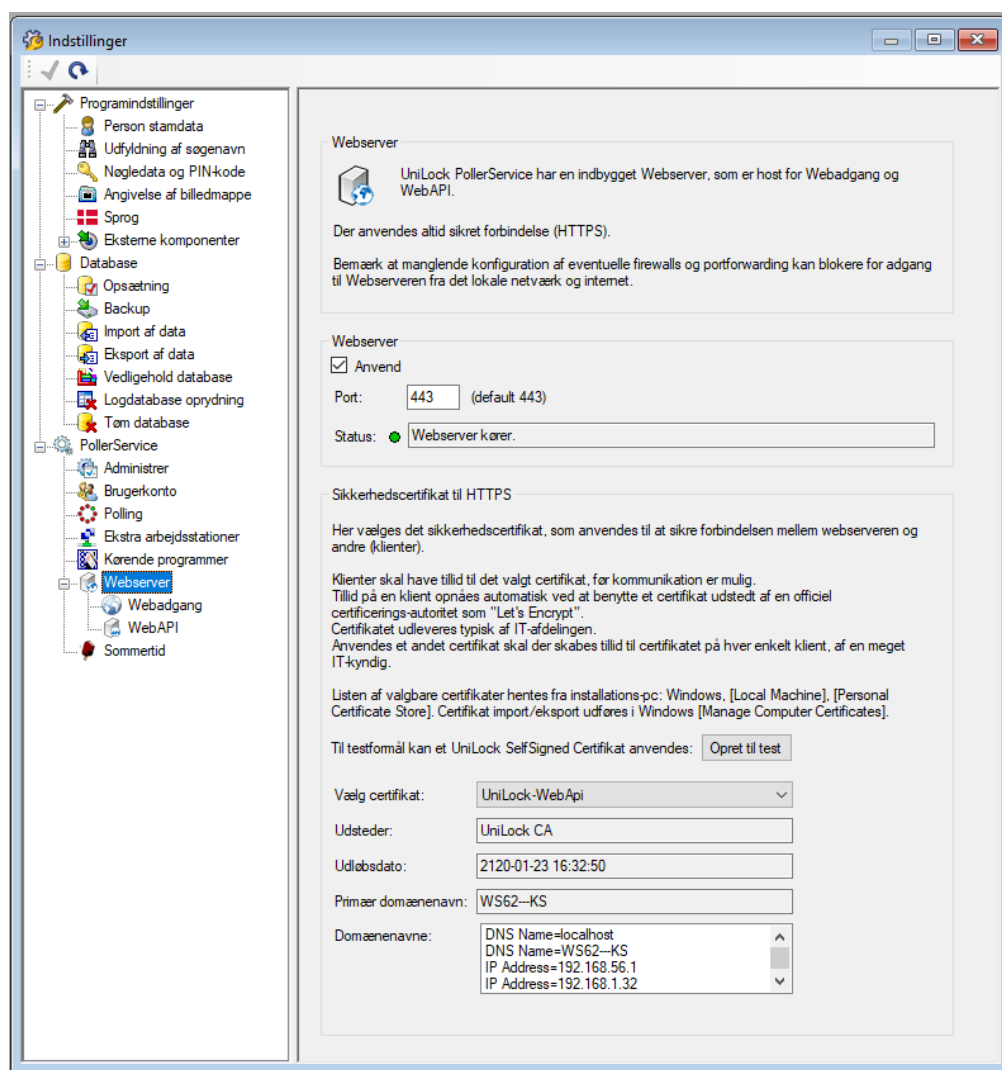 Indstillinger
Programindstillinger
Person stamdata
Udfyldning af søgenavn
Nøgledata og PIN-kode
Angivelse af billedmappe
Sprog
Eksterne komponenter
Database
Opsætning
Backup
Import af data
Eksport af data
Vedligehold database
Logdatabase oprydning
Tøm database
PollerService
Administrer
Brugerkonto
Polling
Ekstra arbejdsstationer
Kørende programmer
Webserver
Webadgang
WebAPI
Sommertid
Webserver
UniLock PollerService har en indbygget Webserver, som er host for Webadgang og
WebAPI.
Der anvendes altid sikret forbindelse (HTTPS).
Bemærk at manglende konfiguration af eventuelle firewalls og portforwarding kan blokere for adgang
til Webserveren fra det lokale netværk og internet.
Webserver
Anvend
Port: 443 (default 443)
Status: Webserver kører.
Sikkerhedscertifikat til HTTPS
Her vælges det sikkerhedscertifikat, som anvendes til at sikre forbindelsen mellem webserveren og
andre (klienter).
Klienter skal have tillid til det valgt certifikat, før kommunikation er mulig.
Tillid på en klient opnåes automatisk ved at benytte et certifikat udstedt af en officiel
certificerings-autoritet som "Let's Encrypt".
Certifikatet udleveres typisk af IT-afdelingen.
Anvendes et andet certifikat skal der skabes tillid til certifikatet på hver enkelt klient, af en meget
IT-kyndig.
Listen af valgbare certifikater hentes fra installations-pc: Windows, [Local Machine], [Personal
Certificate Store]. Certifikat import/eksport udføres i Windows [Manage Computer Certificates].
Til testformål kan et UniLock SelfSigned Certifikat anvendes: Opret til test
Vælg certifikat: UniLock-WebApi
Udsteder: UniLock CA
Udløbsdato: 2120-01-23 16:32:50
Primær domænenavn: WS62---KS
Domænenavne: DNS Name=localhost
DNS Name=WS62---KS
IP Address=192.168.56.1
IP Address=192.168.1.32